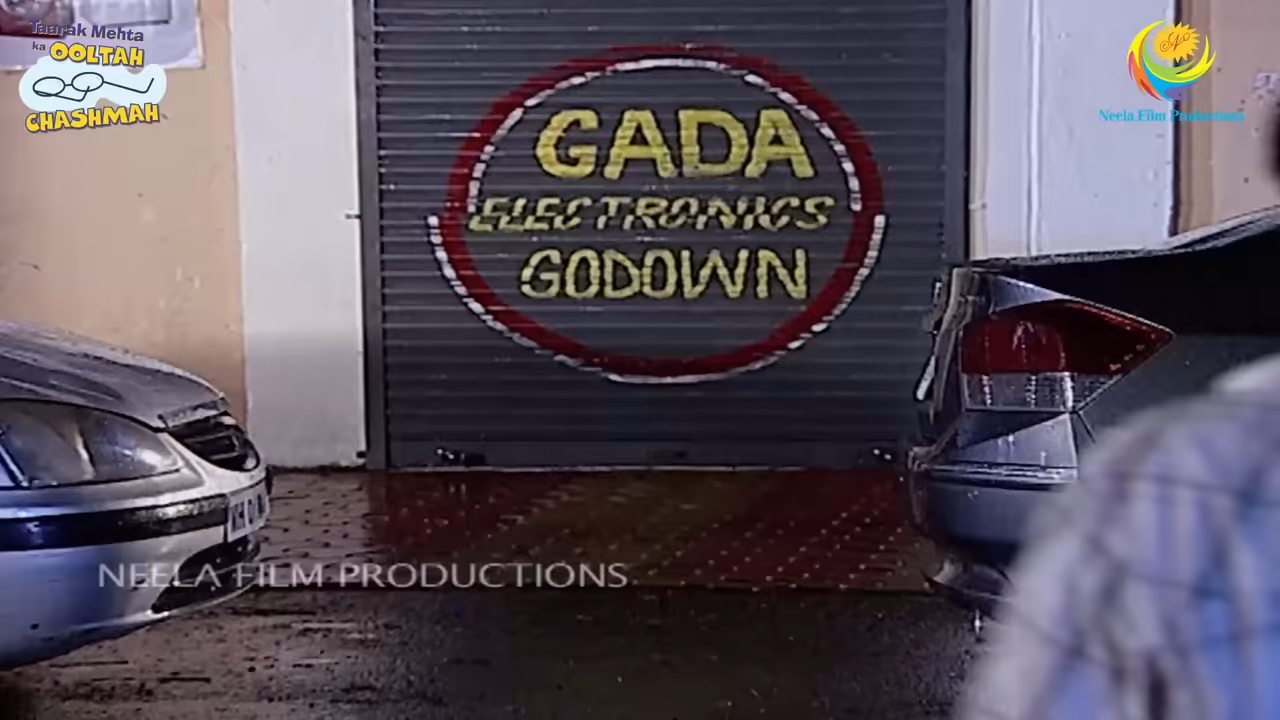 Taarak Mehta
ka OOLTAH
CHASHMAH
Neela Film Productions
GADA
ELECTRONICS
GODOWN
NEELA FILM PRODUCTIONS